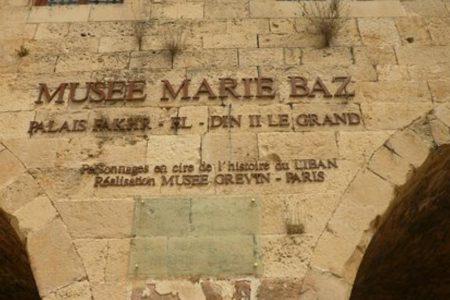 MUSÉE MARIE BAZ
PALAIS FAKHR - EL - DIN II LE GRAND
Personnages en cire de l'histoire du LIBAN
Réalisation MUSEE GREVIN - PARIS